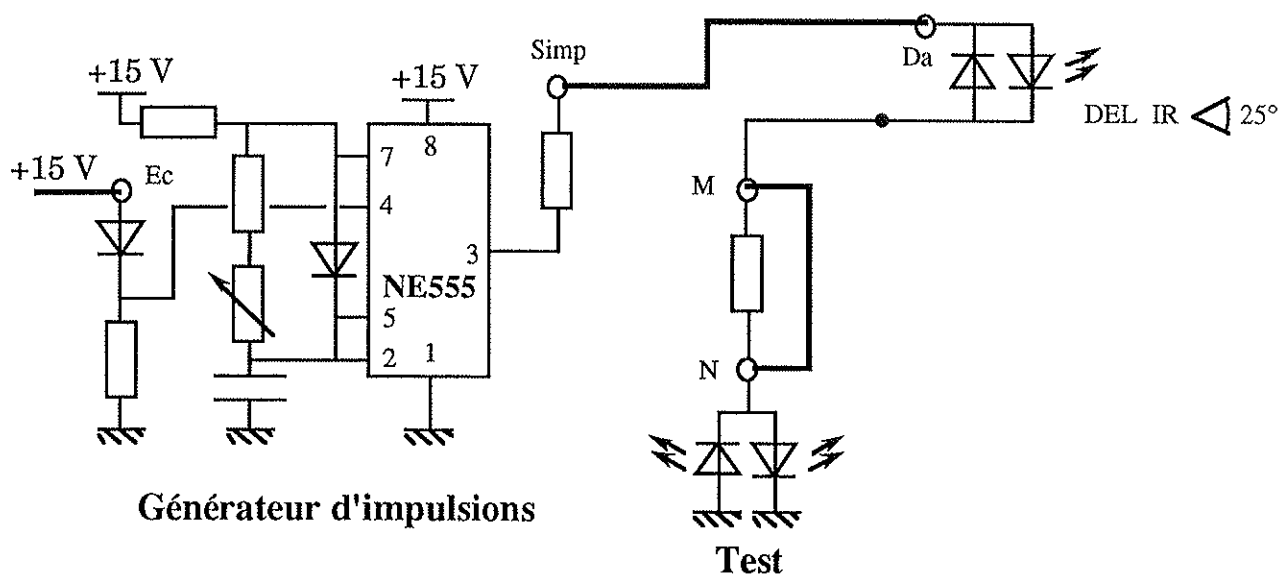 Simp
Da
+15 V
+15 V
DEL IR 25°
+15 V
Ec
7
8
M
4
3
NE555
5
2
1
N
Générateur d'impulsions
Test